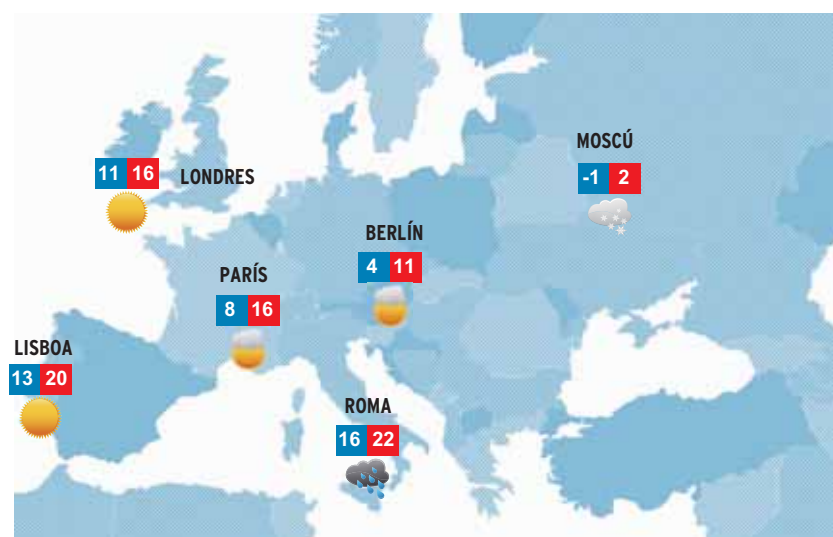 MOSCÚ
-1 2
11 16
LONDRES
BERLÍN
4 11
PARÍS
8 16
LISBOA
13 20
ROMA
16 22